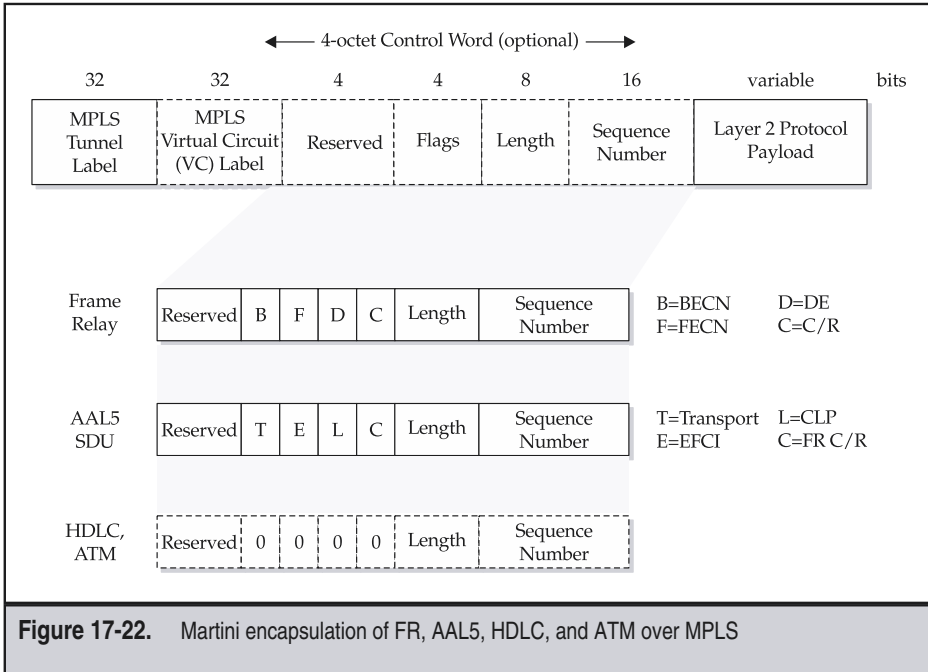 4-octet Control Word (optional)
32 32 4 4 8 16 variable bits
MPLS
Tunnel
Label
MPLS
Virtual Circuit
(VC) Label
Reserved
Flags
Length
Sequence
Number
Layer 2 Protocol
Payload
Frame
Relay
Reserved B F D C Length
Sequence
Number
B=BECN D=DE
F=FECN C=C/R
AAL5
SDU
Reserved T E L C Length
Sequence
Number
T=Transport L=CLP
E=EFCI C=FR C/R
HDLC,
ATM
Reserved 0 0 0 0 Length
Sequence
Number
Figure 17-22. Martini encapsulation of FR, AAL5, HDLC, and ATM over MPLS